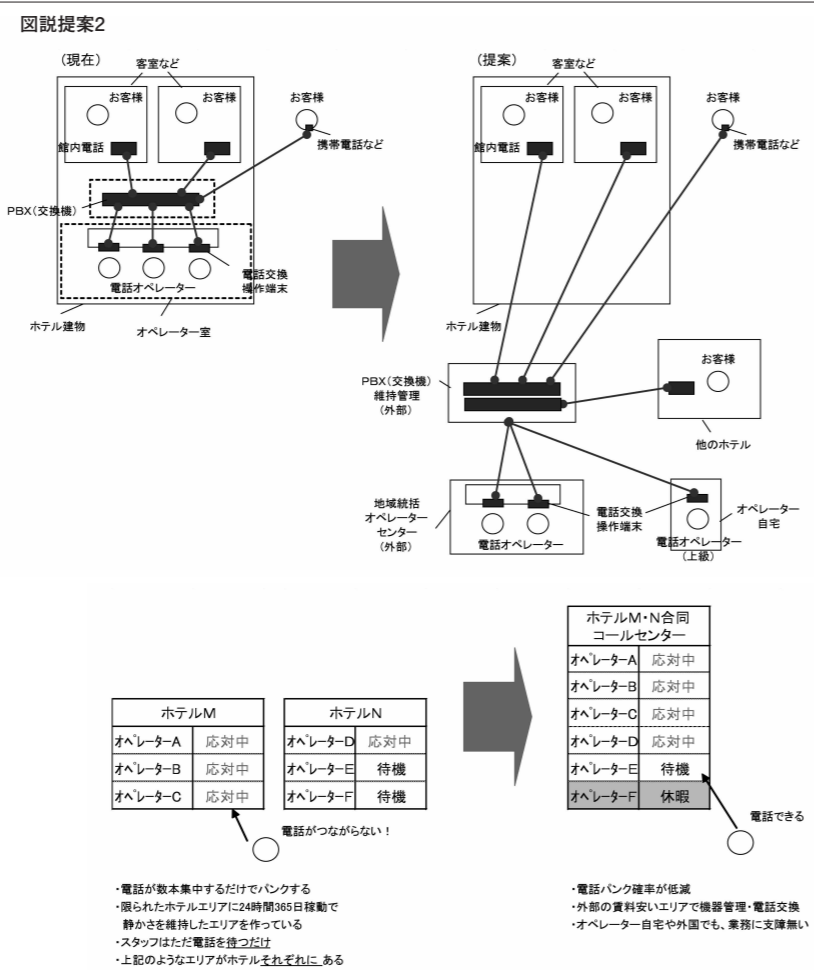 図説提案2
（現在）
客室など
お客様
お客様
お客様
館内電話
携帯電話など
PBX（交換機）
電話交換
操作端末
電話オペレーター
ホテル建物
オペレーター室
（提案）
客室など
お客様
お客様
お客様
館内電話
携帯電話など
ホテル建物
PBX（交換機）
維持管理
（外部）
お客様
他のホテル
地域統括
オペレーター
センター
（外部）
電話オペレーター
電話交換
操作端末
オペレーター
自宅
電話オペレーター
（上級）
ホテルM
オペレーターA 応対中
オペレーターB 応対中
オペレーターC 応対中
ホテルN
オペレーターD 応対中
オペレーターE 待機
オペレーターF 待機
電話がつながらない！
・電話が数本集中するだけでパンクする
・限られたホテルエリアに24時間365日稼動で
静かさを維持したエリアを作っている
・スタッフはただ電話を待つだけ
・上記のようなエリアがホテルそれぞれに ある
ホテルM・N合同
コールセンター
オペレーターA 応対中
オペレーターB 応対中
オペレーターC 応対中
オペレーターD 応対中
オペレーターE 待機
オペレーターF 休暇
電話できる
・電話パンク確率が低減
・外部の賃料安いエリアで機器管理・電話交換
・オペレータ自宅や外国でも、業務に支障無い